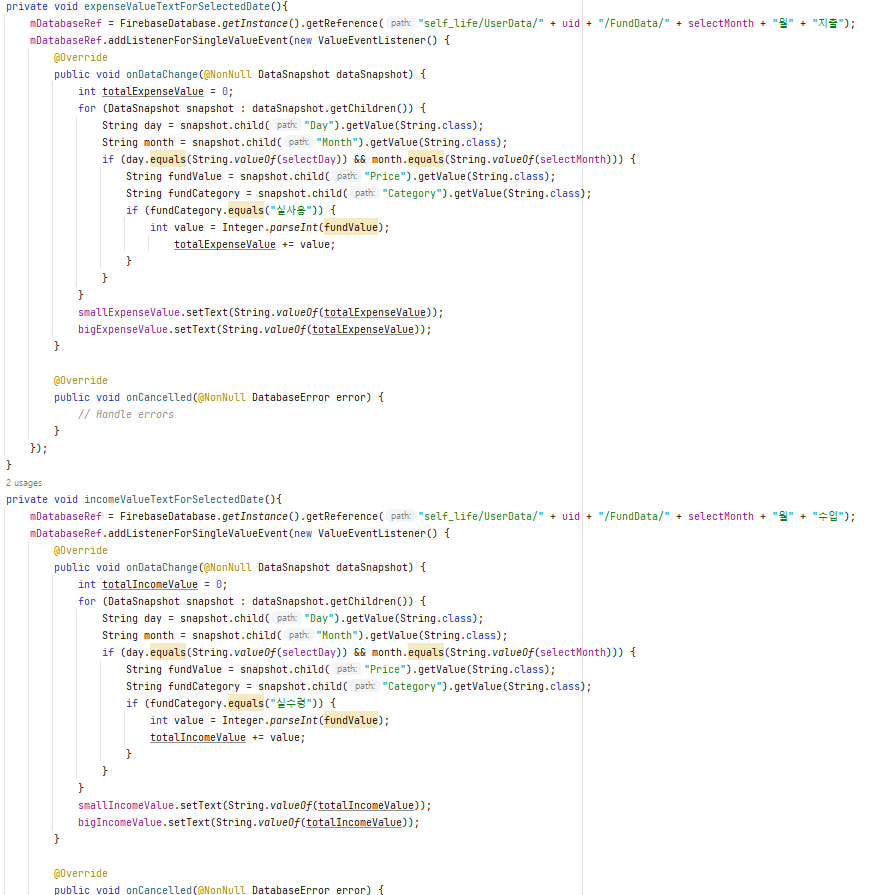 private void expenseValueTextForSelectedDate(){
mDatabaseRef = FirebaseDatabase.getInstance().getReference( path: "self_life/UserData/" + uid + "/FundData/" + selectMonth + "월" + "지출");
mDatabaseRef.addListenerForSingleValueEvent(new ValueEventListener() {
@Override
public void onDataChange(@NonNull DataSnapshot dataSnapshot) {
int totalExpenseValue = 0;
for (DataSnapshot snapshot : dataSnapshot.getChildren()) {
String day = snapshot.child( path: "Day").getValue(String.class);
String month = snapshot.child( path: "Month").getValue(String.class);
if (day.equals(String.valueOf(selectDay)) && month.equals(String.valueOf(selectMonth))) {
String fundValue = snapshot.child( path: "Price").getValue(String.class);
String fundCategory = snapshot.child( path: "Category").getValue(String.class);
if (fundCategory.equals("실사용")) {
int value = Integer.parseInt(fundValue);
totalExpenseValue += value;
}
}
}
smallExpenseValue.setText(String.valueOf(totalExpenseValue));
bigExpenseValue.setText(String.valueOf(totalExpenseValue));
}
@Override
public void onCancelled(@NonNull DatabaseError error) {
// Handle errors
}
});
}
2 usages
private void incomeValueTextForSelectedDate(){
mDatabaseRef = FirebaseDatabase.getInstance().getReference( path: "self_life/UserData/" + uid + "/FundData/" + selectMonth + "월" + "수입");
mDatabaseRef.addListenerForSingleValueEvent(new ValueEventListener() {
@Override
public void onDataChange(@NonNull DataSnapshot dataSnapshot) {
int totalIncomeValue = 0;
for (DataSnapshot snapshot : dataSnapshot.getChildren()) {
String day = snapshot.child( path: "Day").getValue(String.class);
String month = snapshot.child( path: "Month").getValue(String.class);
if (day.equals(String.valueOf(selectDay)) && month.equals(String.valueOf(selectMonth))) {
String fundValue = snapshot.child( path: "Price").getValue(String.class);
String fundCategory = snapshot.child( path: "Category").getValue(String.class);
if (fundCategory.equals("실수령")) {
int value = Integer.parseInt(fundValue);
totalIncomeValue += value;
}
}
}
smallIncomeValue.setText(String.valueOf(totalIncomeValue));
bigIncomeValue.setText(String.valueOf(totalIncomeValue));
}
@Override
public void onCancelled(@NonNull DatabaseError error) {